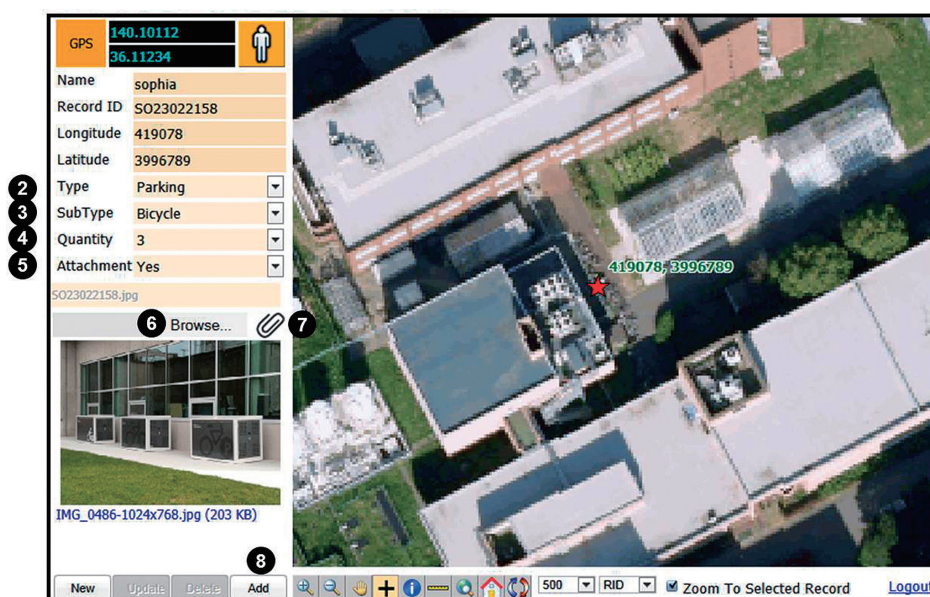 GPS
140.10112
36.11234
Name sophia
Record ID SO23022158
Longitude 419078
Latitude 3996789
2 Type Parking
3 SubType Bicycle
4 Quantity 3
5 Attachment Yes
SO23022158.jpg
6 Browse... 7
IMG_0486-1024x768.jpg (203 KB)
419078, 3996789
8
New Update Delete Add 500 RID Zoom To Selected Record Logout